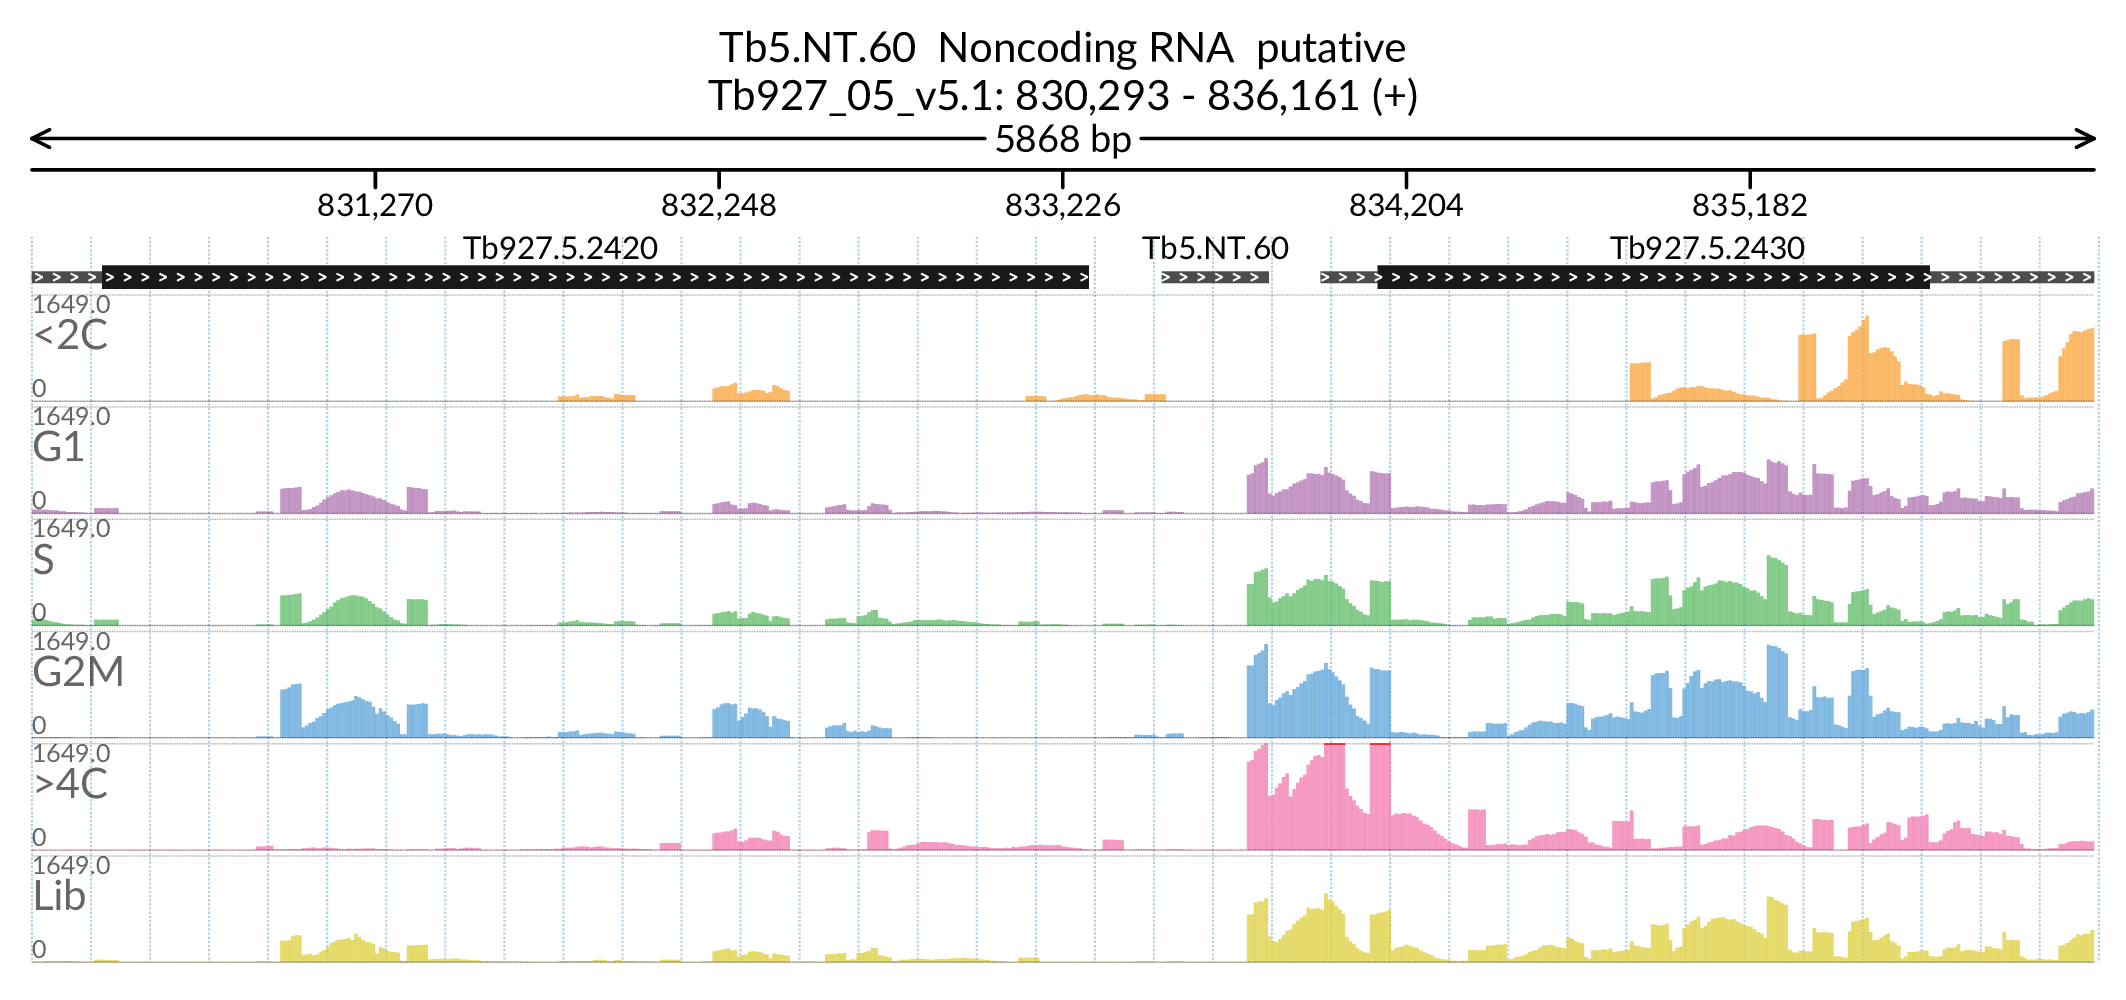 Tb5.NT.60 Noncoding RNA putative
Tb927_05_v5.1: 830,293 - 836,161 (+)
5868 bp
831,270 832,248 833,226 834,204 835,182
Tb927.5.2420 Tb5.NT.60 Tb927.5.2430
1649.0
<2C
0
1649.0
G1
0
1649.0
S
0
1649.0
G2M
0
1649.0
>4C
0
1649.0
Lib
0